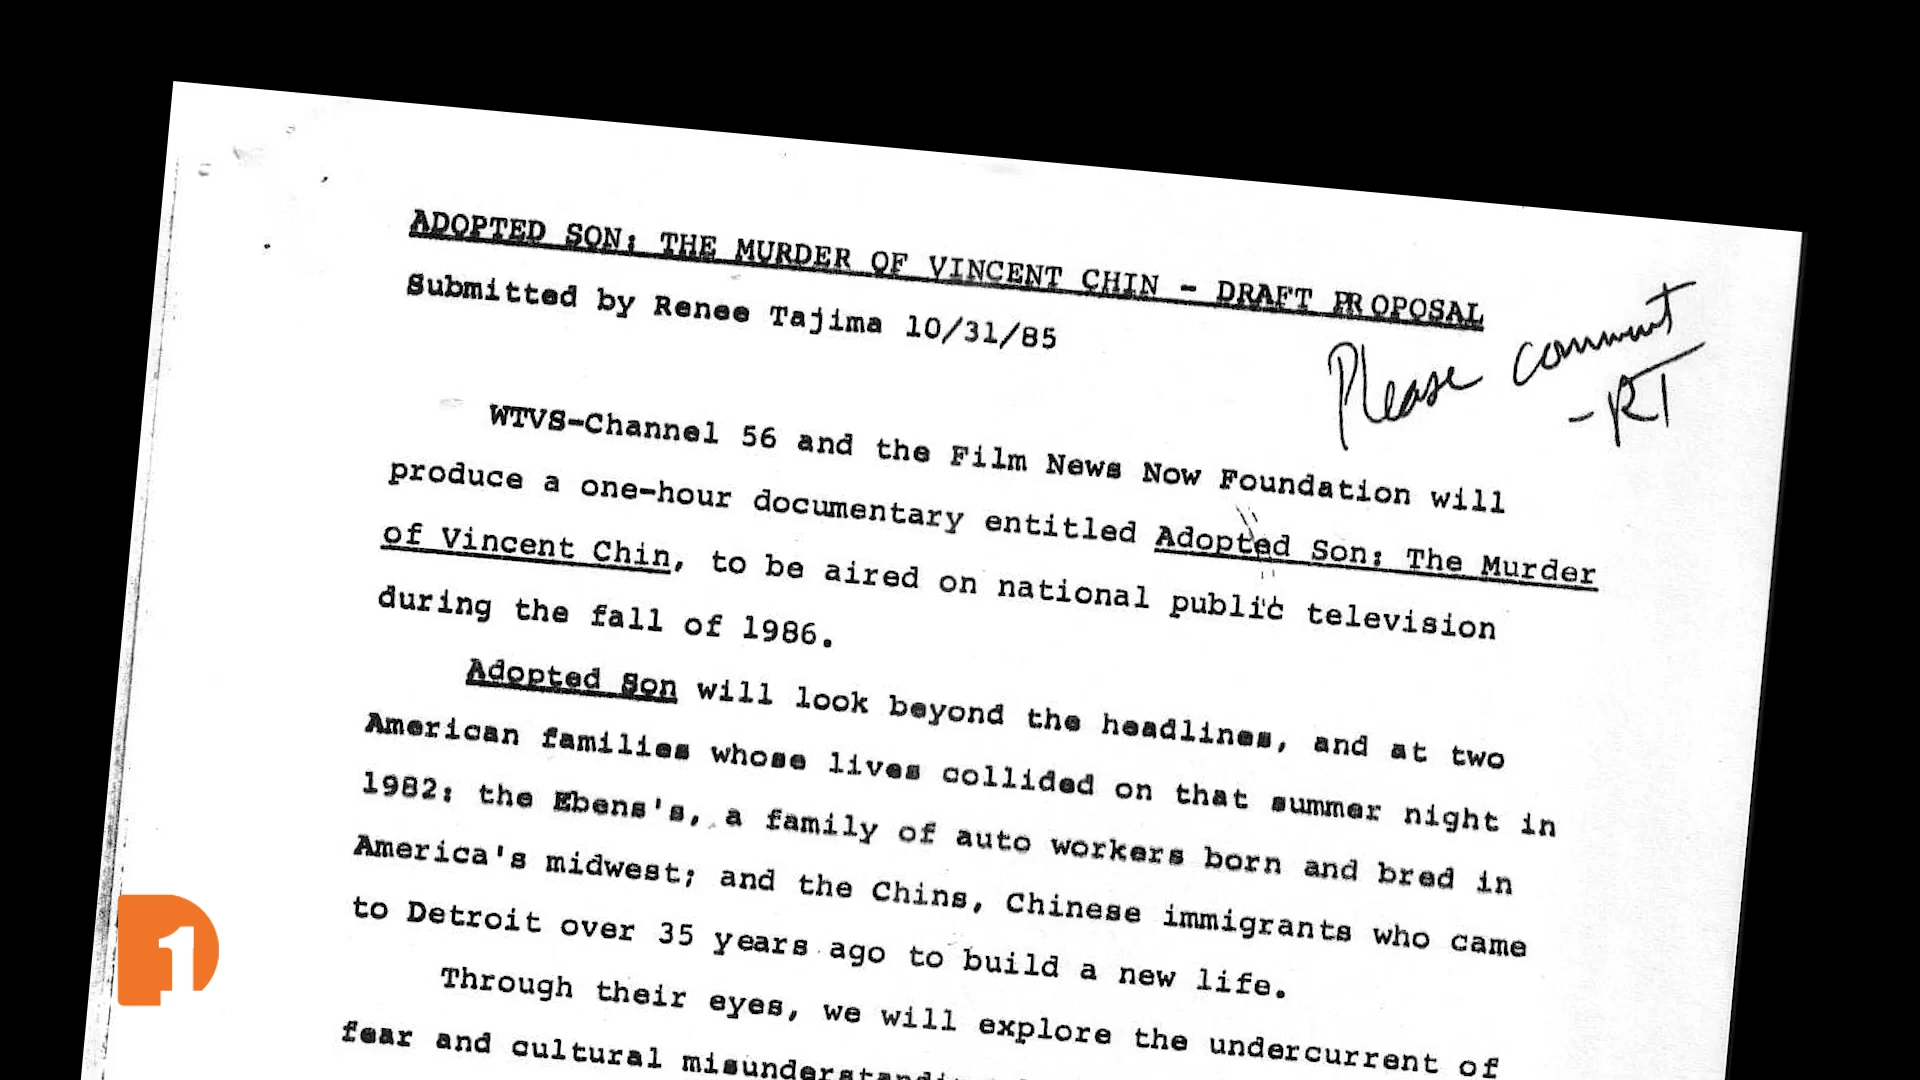 ADOPTED SON: THE MURDER OF VINCENT CHIN - DRAFT PROPOSAL
Submitted by Renee Tajima 10/31/85
Please comment
-RT
WTVS-Channel 56 and the Film News Now Foundation will
produce a one-hour documentary entitled Adopted Son: The Murder
of Vincent Chin, to be aired on national public television
during the fall of 1986.
Adopted Son will look beyond the headlines, and at two
American families whose lives collided on that summer night in
1982: the Ebens's, a family of auto workers born and bred in
America's midwest; and the Chins, Chinese immigrants who came
to Detroit over 35 years ago to build a new life.
Through their eyes, we will explore the undercurrent of
fear and cultural
1